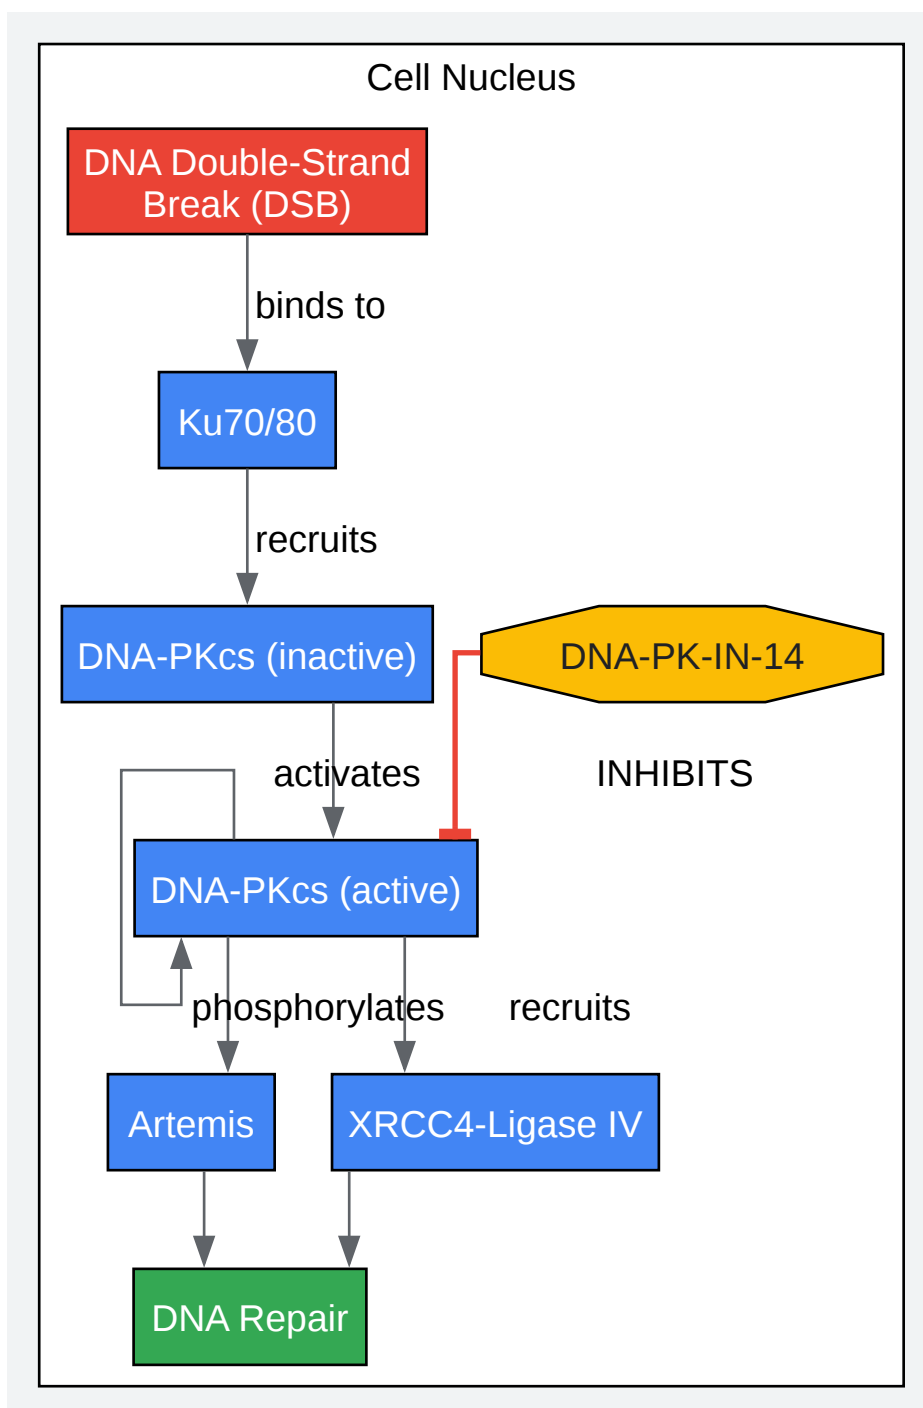 Cell Nucleus
DNA Double-Strand
Break (DSB)
binds to
Ku70/80
recruits
DNA-PKcs (inactive)
DNA-PK-IN-14
activates
INHIBITS
DNA-PKcs (active)
phosphorylates
recruits
Artemis
XRCC4-Ligase IV
DNA Repair